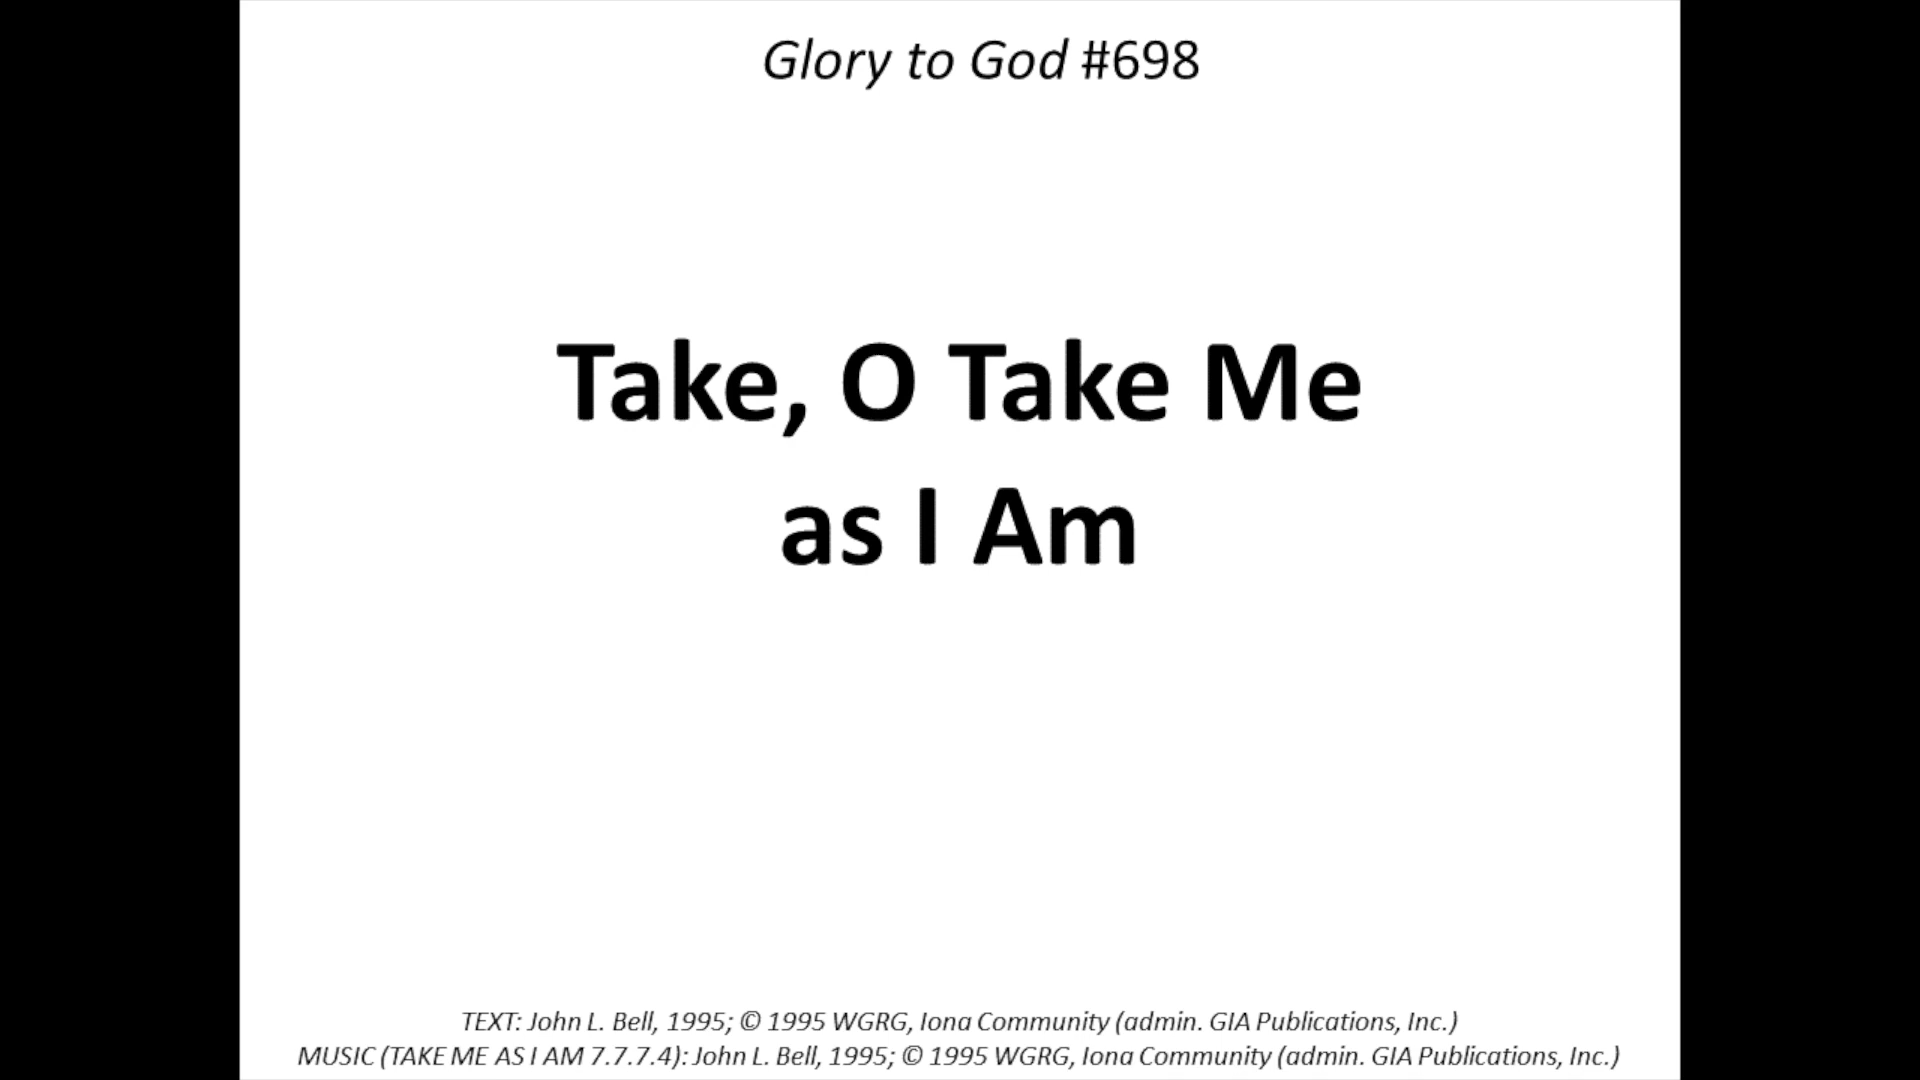 Glory to God #698
Take, O Take Me
as I Am
TEXT: John L. Bell, 1995; © 1995 WGRG, Iona Community (admin. GIA Publications, Inc.)
MUSIC (TAKE ME AS I AM 7.7.7.4): John L. Bell, 1995; © 1995 WGRG, Iona Community (admin. GIA Publications, Inc.)